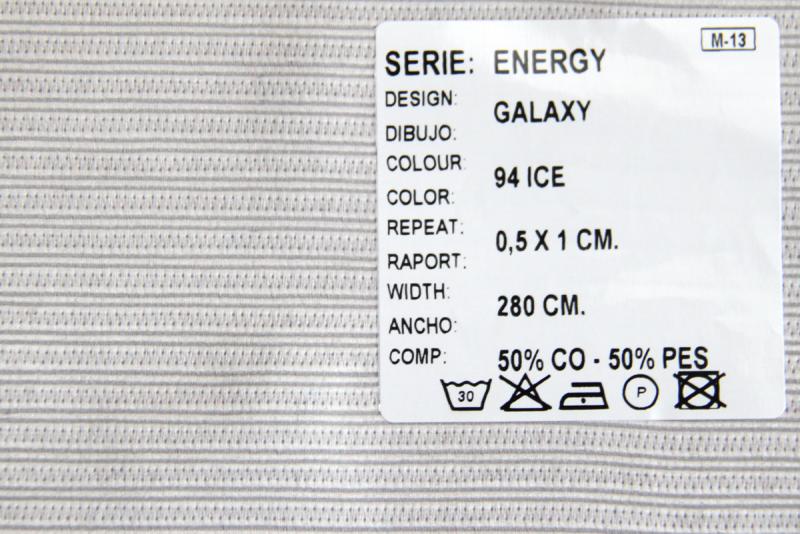 M-13
SERIE: ENERGY
DESIGN:
GALAXY
DIBUJO:
COLOUR:
94 ICE
COLOR:
REPEAT:
0,5 X 1 CM.
RAPORT:
WIDTH:
280 CM.
ANCHO:
COMP: 50% CO - 50% PES
30 P